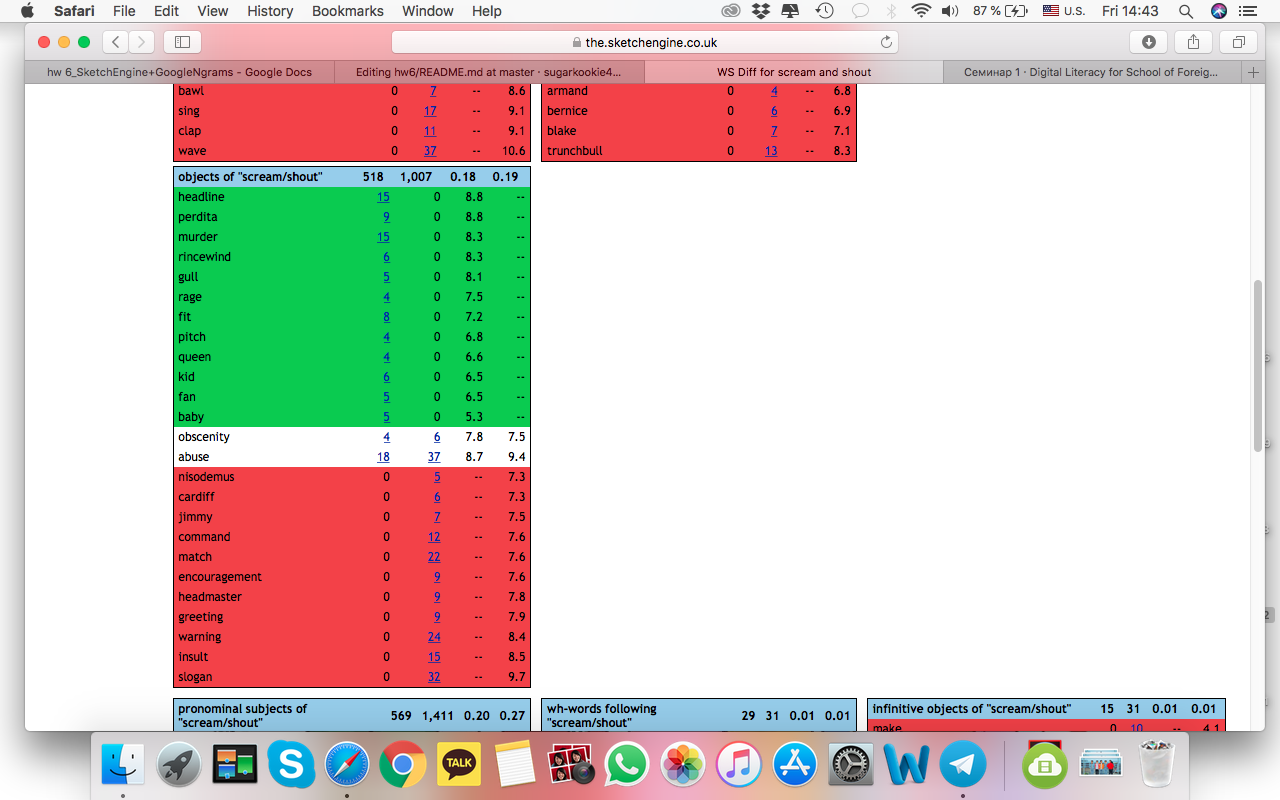 Safari File Edit View History Bookmarks Window Help 87 % U.S. Fri 14:43
the.sketchengine.co.uk
hw 6_SketchEngine+GoogleNgrams - Google Docs Editing hw6/README.md at master · sugarkookie4... WS Diff for scream and shout Семинар 1 · Digital Literacy for School of Foreig...
bawl 0 7 -- 8.6 armand 0 4 -- 6.8
sing 0 17 -- 9.1 bernice 0 6 -- 6.9
clap 0 11 -- 9.1 blake 0 7 -- 7.1
wave 0 37 -- 10.6 trunchbull 0 13 -- 8.3
objects of "scream/shout" 518 1,007 0.18 0.19
headline 15 0 8.8 --
perdita 9 0 8.8 --
murder 15 0 8.3 --
rincewind 6 0 8.3 --
gull 5 0 8.1 --
rage 4 0 7.5 --
fit 8 0 7.2 --
pitch 4 0 6.8 --
queen 4 0 6.6 --
kid 6 0 6.5 --
fan 5 0 6.5 --
baby 5 0 5.3 --
obscenity 4 6 7.8 7.5
abuse 18 37 8.7 9.4
nisodemus 0 5 -- 7.3
cardiff 0 6 -- 7.3
jimmy 0 7 -- 7.5
command 0 12 -- 7.6
match 0 22 -- 7.6
encouragement 0 9 -- 7.6
headmaster 0 9 -- 7.8
greeting 0 9 -- 7.9
warning 0 24 -- 8.4
insult 0 15 -- 8.5
slogan 0 32 -- 9.7
pronominal subjects of
"scream/shout" 569 1,411 0.20 0.27
wh-words following
"scream/shout" 29 31 0.01 0.01
infinitive objects of "scream/shout" 15 31 0.01 0.01
make 0 10 -- 4.1
TALK